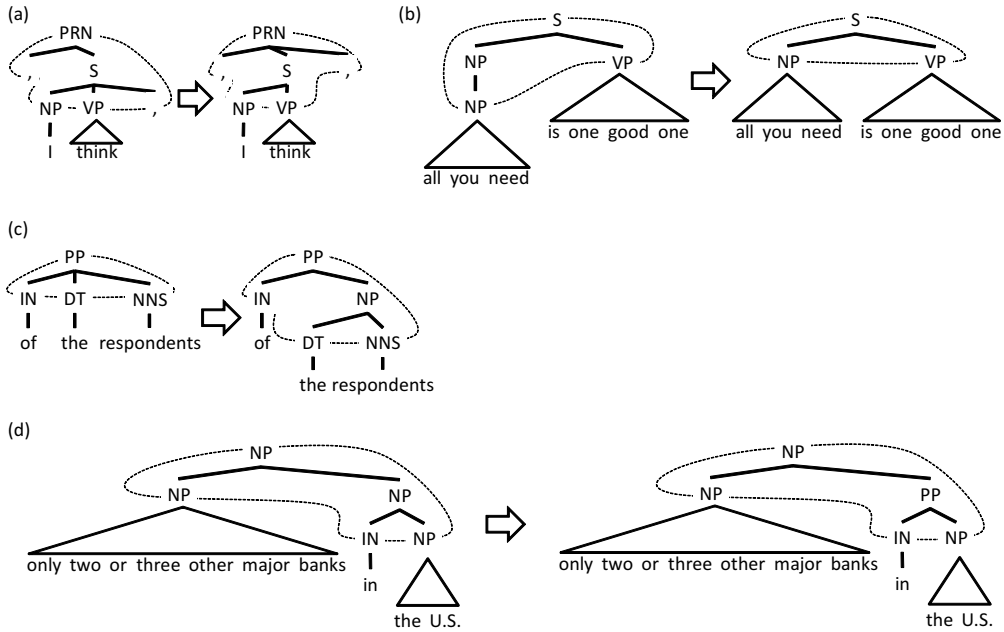 (a)
PRN PRN
, S S ,
NP VP , , NP VP
I think I think
(b)
S S
NP VP NP VP
NP
is one good one all you need is one good one
all you need
(c)
PP PP
IN DT NNS IN NP
of the respondents of DT NNS
the respondents
(d)
NP NP
NP NP NP PP
IN NP IN NP
only two or three other major banks only two or three other major banks
in in
the U.S. the U.S.